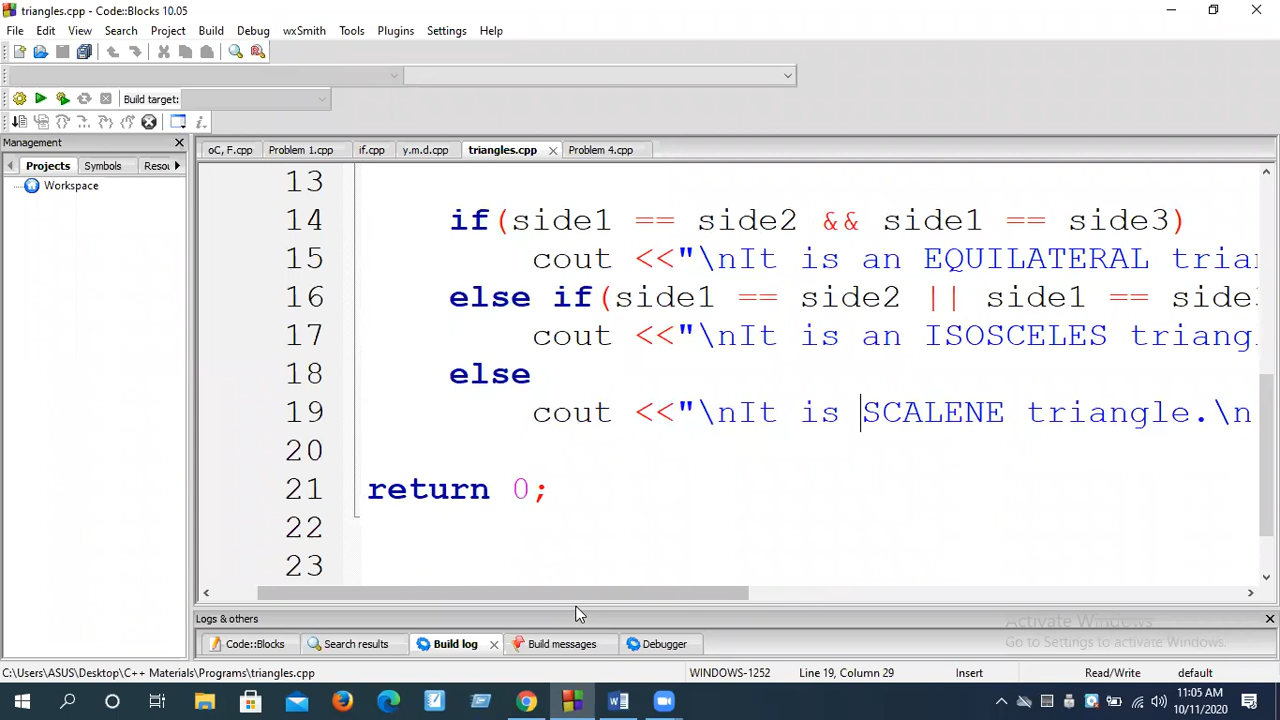 triangles.cpp - Code::Blocks 10.05
File Edit View Search Project Build Debug wxSmith Tools Plugins Settings Help
Build target:
Management
Projects Symbols Resou
Workspace
oC, F.cpp Problem 1.cpp if.cpp y.m.d.cpp triangles.cpp Problem 4.cpp
13
14 if(side1 == side2 && side1 == side3)
15 cout <<"\nIt is an EQUILATERAL trian
16 else if(side1 == side2 || side1 == side
17 cout <<"\nIt is an ISOSCELES triang
18 else
19 cout <<"\nIt is SCALENE triangle.\n
20
21 return 0;
22
23
Logs & others
Activate Windows
Go to Settings to activate Windows.
Code::Blocks Search results Build log Build messages Debugger
C:\Users\ASUS\Desktop\C++ Materials\Programs\triangles.cpp WINDOWS-1252 Line 19, Column 29 Insert Read/Write default
11:05 AM
10/11/2020